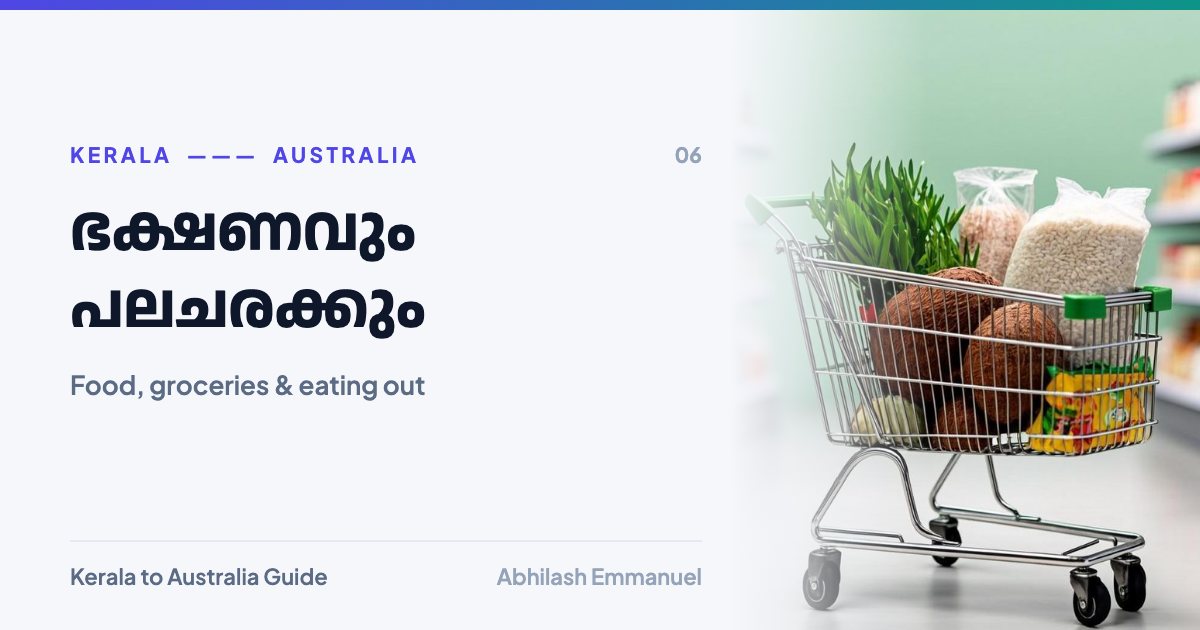 KERALA ——— AUSTRALIA 06
ഭക്ഷണവും
പലചരക്കും
Food, groceries & eating out
Kerala to Australia Guide Abhilash Emmanuel